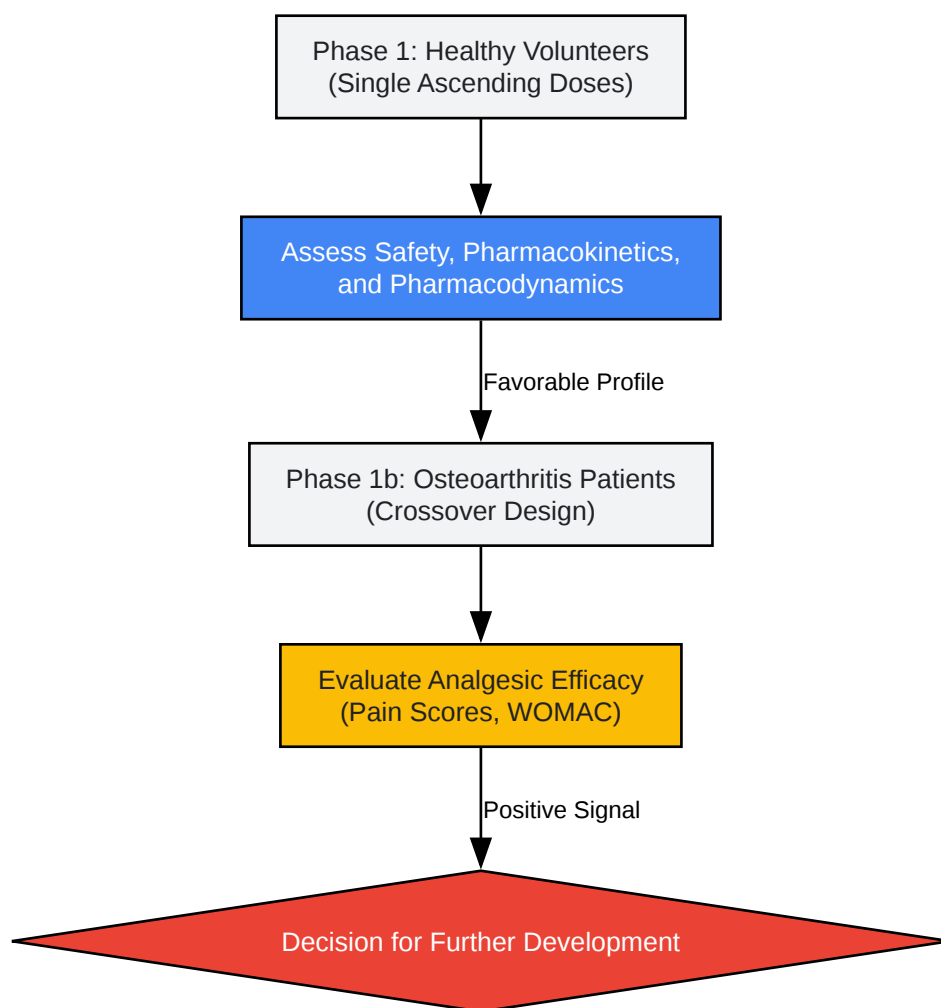 Phase 1: Healthy Volunteers
(Single Ascending Doses)
Assess Safety, Pharmacokinetics,
and Pharmacodynamics
Favorable Profile
Phase 1b: Osteoarthritis Patients
(Crossover Design)
Evaluate Analgesic Efficacy
(Pain Scores, WOMAC)
Positive Signal
Decision for Further Development